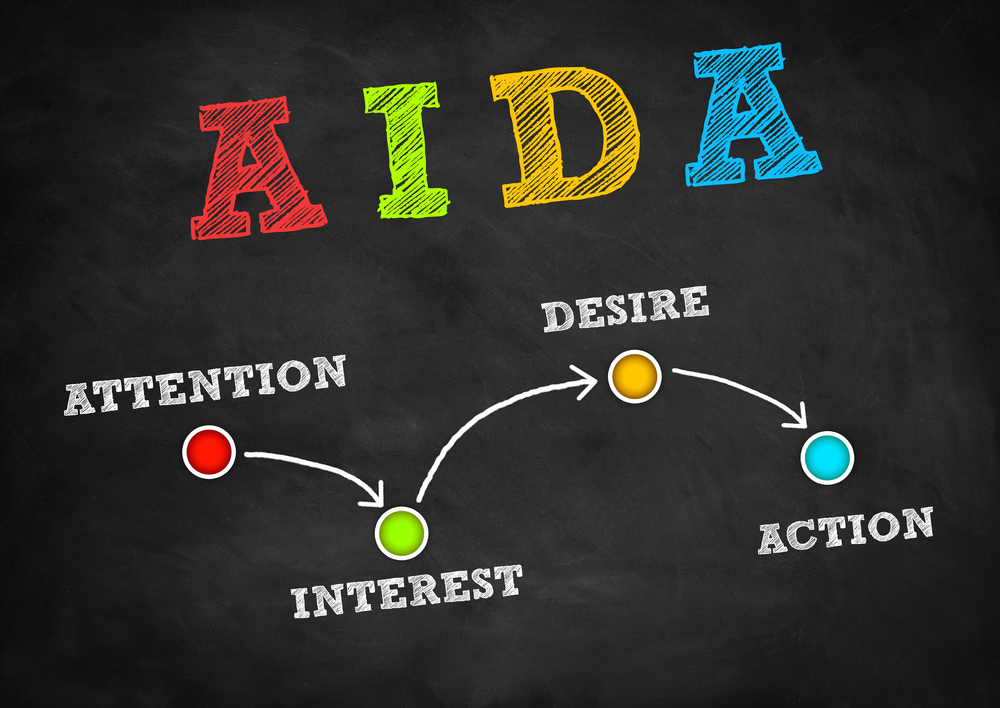 AIDA
ATTENTION
INTEREST
DESIRE
ACTION